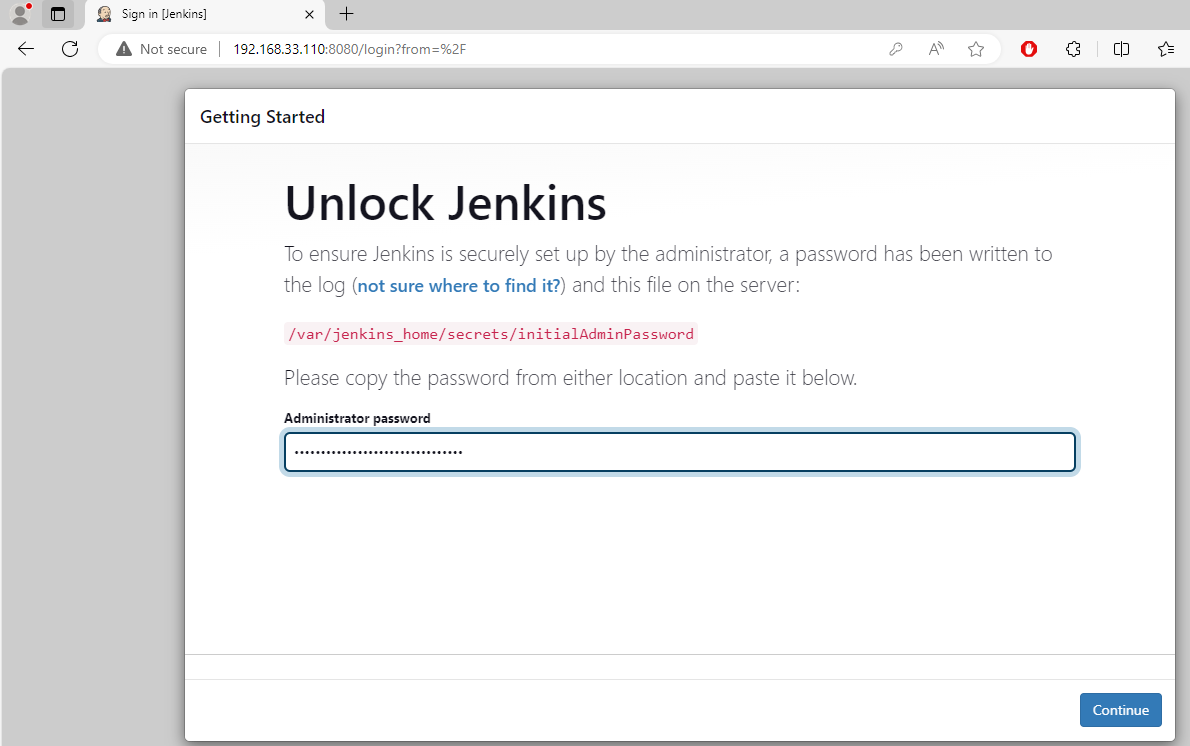 Sign in [Jenkins]
Not secure
192.168.33.110:8080/login?from=%2F
Getting Started
Unlock Jenkins
To ensure Jenkins is securely set up by the administrator, a password has been written to
the log (not sure where to find it?) and this file on the server:
/var/jenkins_home/secrets/initialAdminPassword
Please copy the password from either location and paste it below.
Administrator password
••••••••••••••••••••••••••••••••
Continue